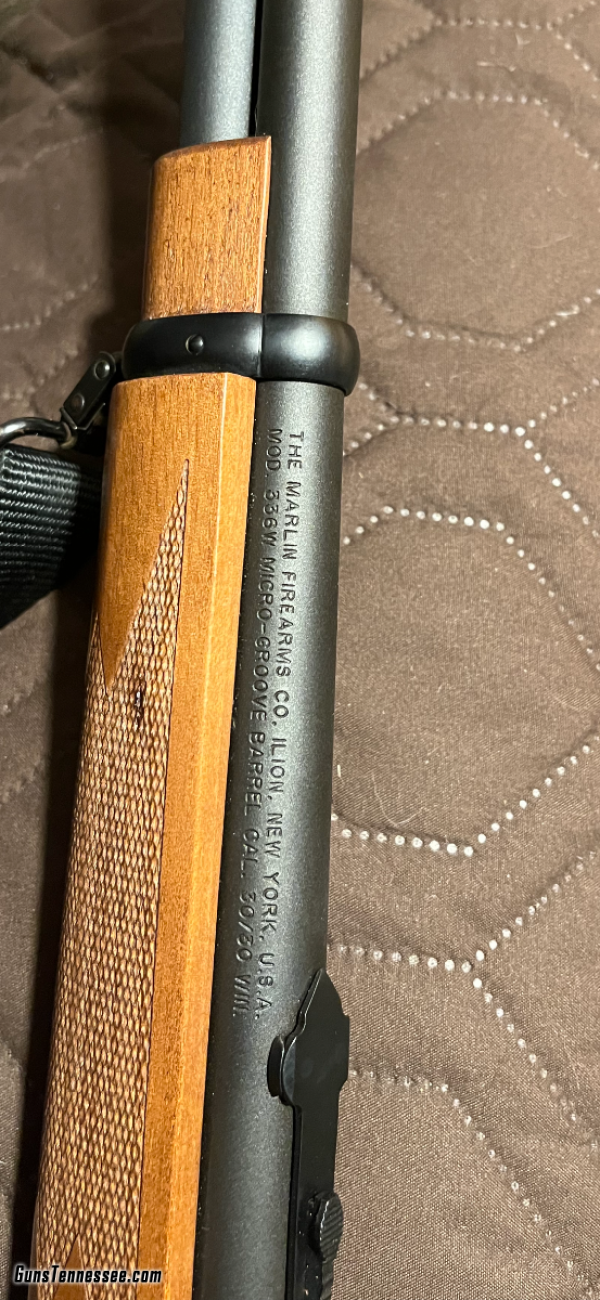 THE MARLIN FIREARMS CO. ILION, NEW YORK, U.S.A.
MOD 336W MICRO-GROOVE BARREL CAL. 30/30 WIN.
GunsTennessee.com